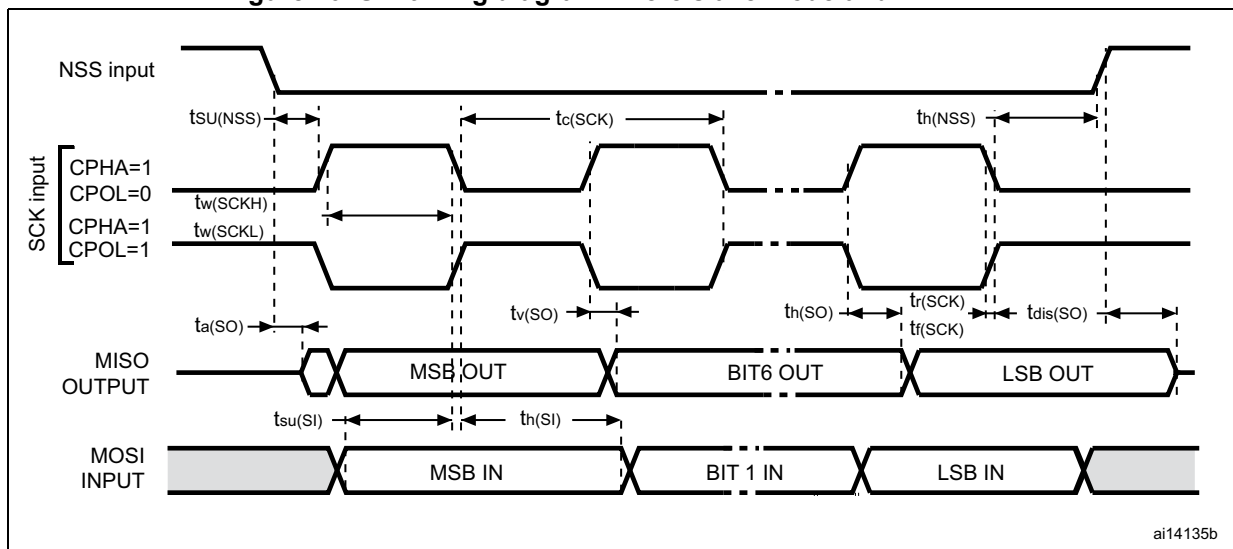 NSS input
tSU(NSS)
tc(SCK)
th(NSS)
SCK input
CPHA=1
CPOL=0
tw(SCKH)
CPHA=1
tw(SCKL)
CPOL=1
ta(SO)
tv(SO)
th(SO)
tr(SCK)
tf(SCK)
tdis(SO)
MISO
OUTPUT
MSB OUT
BIT6 OUT
LSB OUT
tsu(SI)
th(SI)
MOSI
INPUT
MSB IN
BIT 1 IN
LSB IN
ai14135b